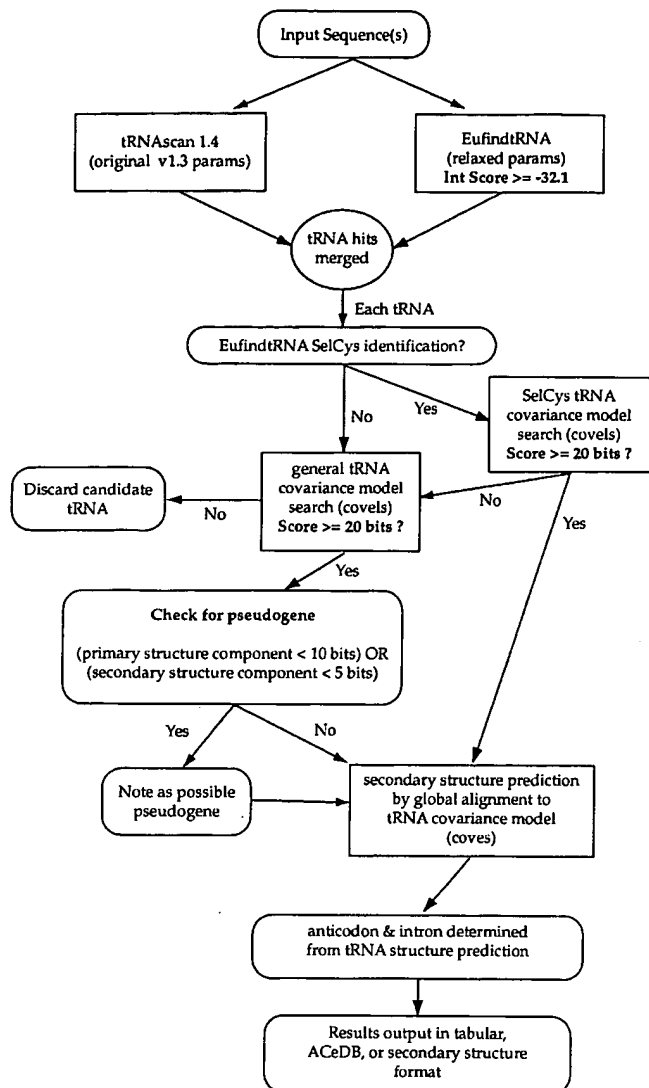 Input Sequence(s)
tRNAscan 1.4
(original v1.3 params)
EufindtRNA
(relaxed params)
Int Score >= -32.1
tRNA hits
merged
Each tRNA
EufindtRNA SelCys identification?
No
Yes
SelCys tRNA
covariance model
search (covels)
Score >= 20 bits ?
general tRNA
covariance model
search (covels)
Score >= 20 bits ?
Discard candidate
tRNA
No
No
Yes
Yes
Check for pseudogene
(primary structure component < 10 bits) OR
(secondary structure component < 5 bits)
Yes
No
Note as possible
pseudogene
secondary structure prediction
by global alignment to
tRNA covariance model
(coves)
anticodon & intron determined
from tRNA structure prediction
Results output in tabular,
ACeDB, or secondary structure
format